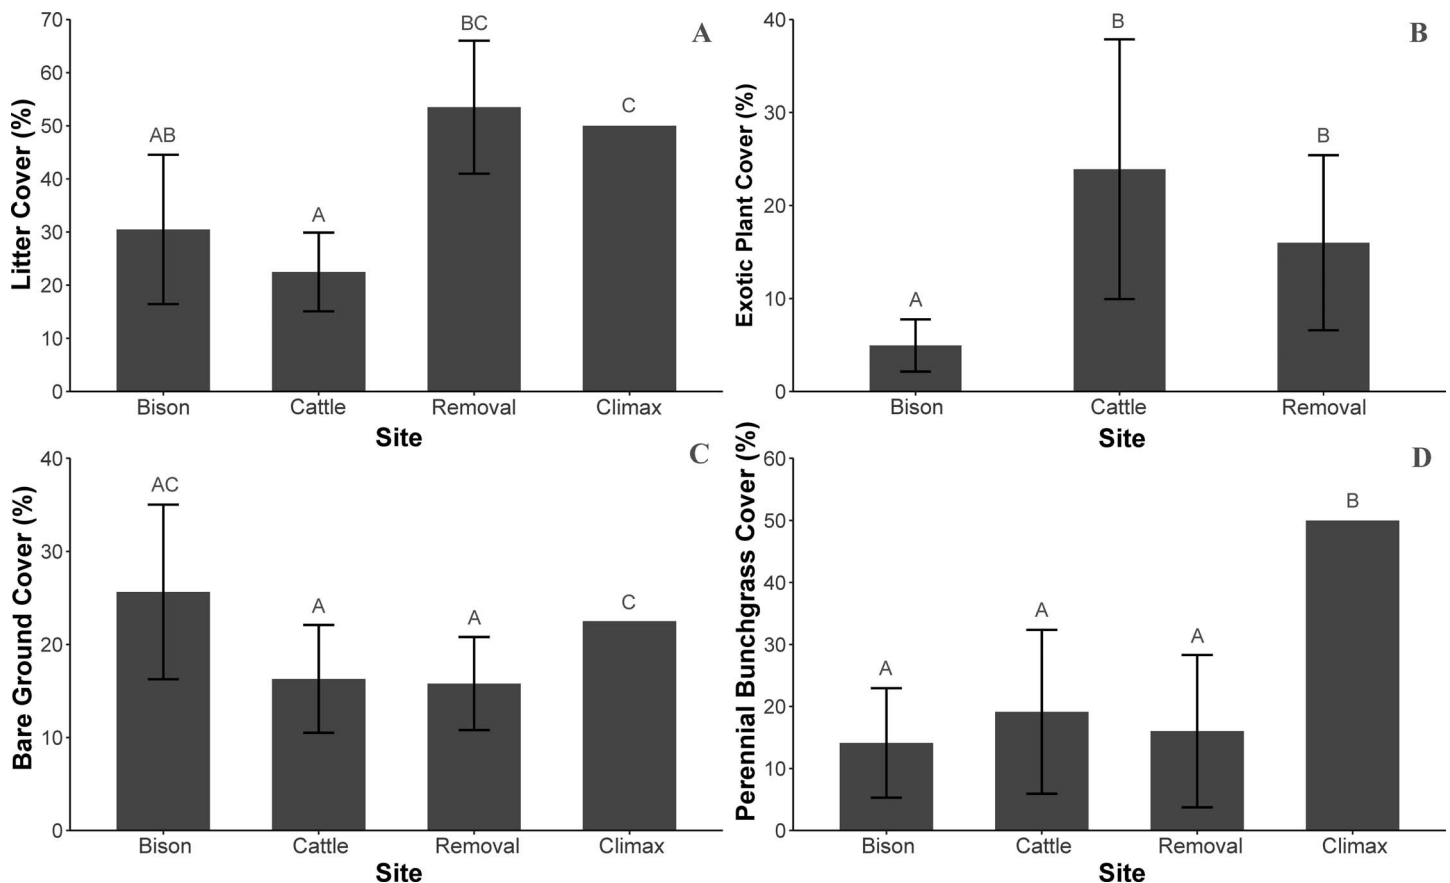 A
Litter Cover (%)
70
60
50
40
30
20
10
0
AB
A
BC
C
Bison Cattle Removal Climax
Site
B
Exotic Plant Cover (%)
40
30
20
10
0
A
B
B
Bison Cattle Removal
Site
C
Bare Ground Cover (%)
40
30
20
10
0
AC
A
A
C
Bison Cattle Removal Climax
Site
D
Perennial Bunchgrass Cover (%)
60
50
40
30
20
10
0
A
A
A
B
Bison Cattle Removal Climax
Site